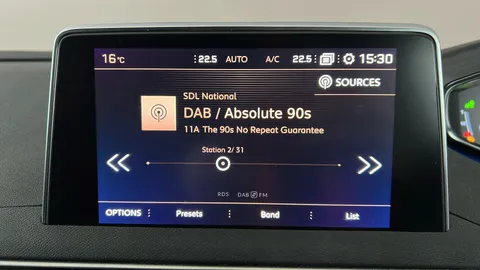 16°C 22.5 AUTO A/C 22.5 15:30
SOURCES
SDL National
DAB / Absolute 90s
11A The 90s No Repeat Guarantee
Station 2/ 31
RDS DAB FM
OPTIONS Presets Band List